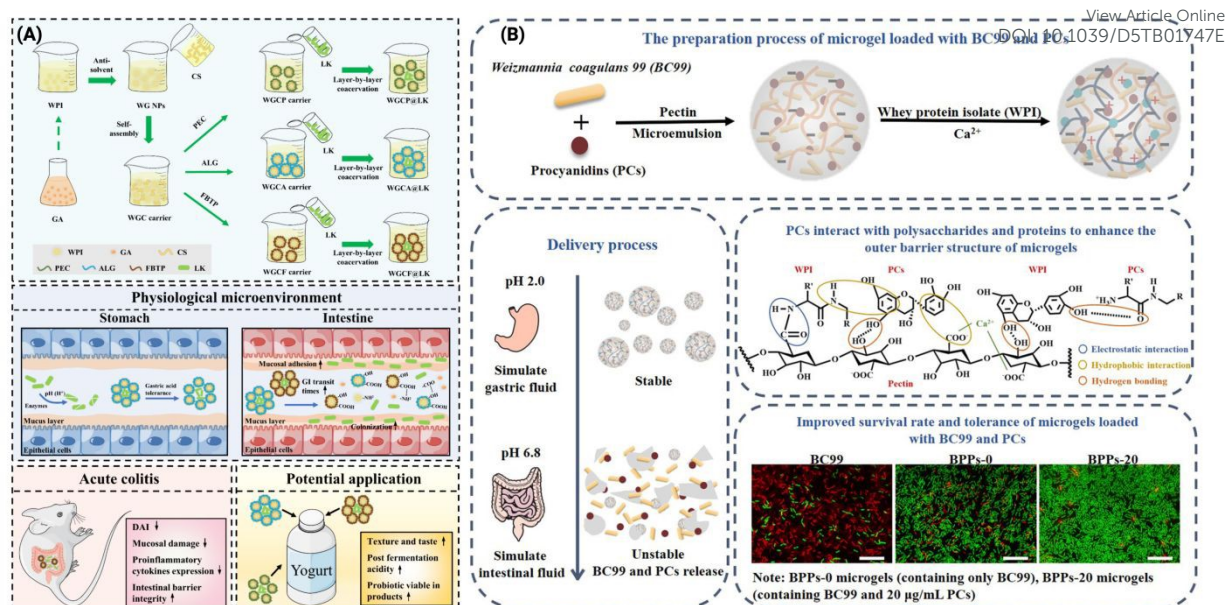 View Article Online
DOI: 10.1039/D5TB01747E
(A)
WPI
Anti-
solvent
WG NPs
CS
Self-
assembly
GA
WGC carrier
PEC
ALG
FBTP
WGCP carrier
LK
Layer-by-layer
coacervation
WGCP@LK
WGCA carrier
LK
Layer-by-layer
coacervation
WGCA@LK
WGCF carrier
LK
Layer-by-layer
coacervation
WGCF@LK
WPI
GA
CS
PEC
ALG
FBTP
LK
Physiological microenvironment
Stomach
Intestine
pH (H⁺)
Enzymes
Gastric acid
tolerance
Mucus layer
Epithelial cells
Mucosal adhesion ↑
GI transit
times ↑
-OH
COOH
-OH
COOH
-NH⁺
-COO
-OH
COOH
Mucus layer
Colonization ↑
Epithelial cells
Acute colitis
DAI ↓
Mucosal damage ↓
Proinflammatory
cytokines expression ↓
Intestinal barrier
integrity ↑
Potential application
Yogurt
Texture and taste ↑
Post fermentation
acidity ↑
Probiotic viable in
products ↑
(B)
The preparation process of microgel loaded with BC99 and PCs
Weizmannia coagulans 99 (BC99)
+
Procyanidins (PCs)
Pectin
Microemulsion
Whey protein isolate (WPI)
Ca²⁺
Delivery process
pH 2.0
Simulate
gastric fluid
Stable
pH 6.8
Simulate
intestinal fluid
Unstable
BC99 and PCs release
PCs interact with polysaccharides and proteins to enhance the
outer barrier structure of microgels
WPI
PCs
WPI
PCs
Ca²⁺
Pectin
Electrostatic interaction
Hydrophobic interaction
Hydrogen bonding
Improved survival rate and tolerance of microgels loaded
with BC99 and PCs
BC99
BPPs-0
BPPs-20
Note: BPPs-0 microgels (containing only BC99), BPPs-20 microgels
(containing BC99 and 20 μg/mL PCs)